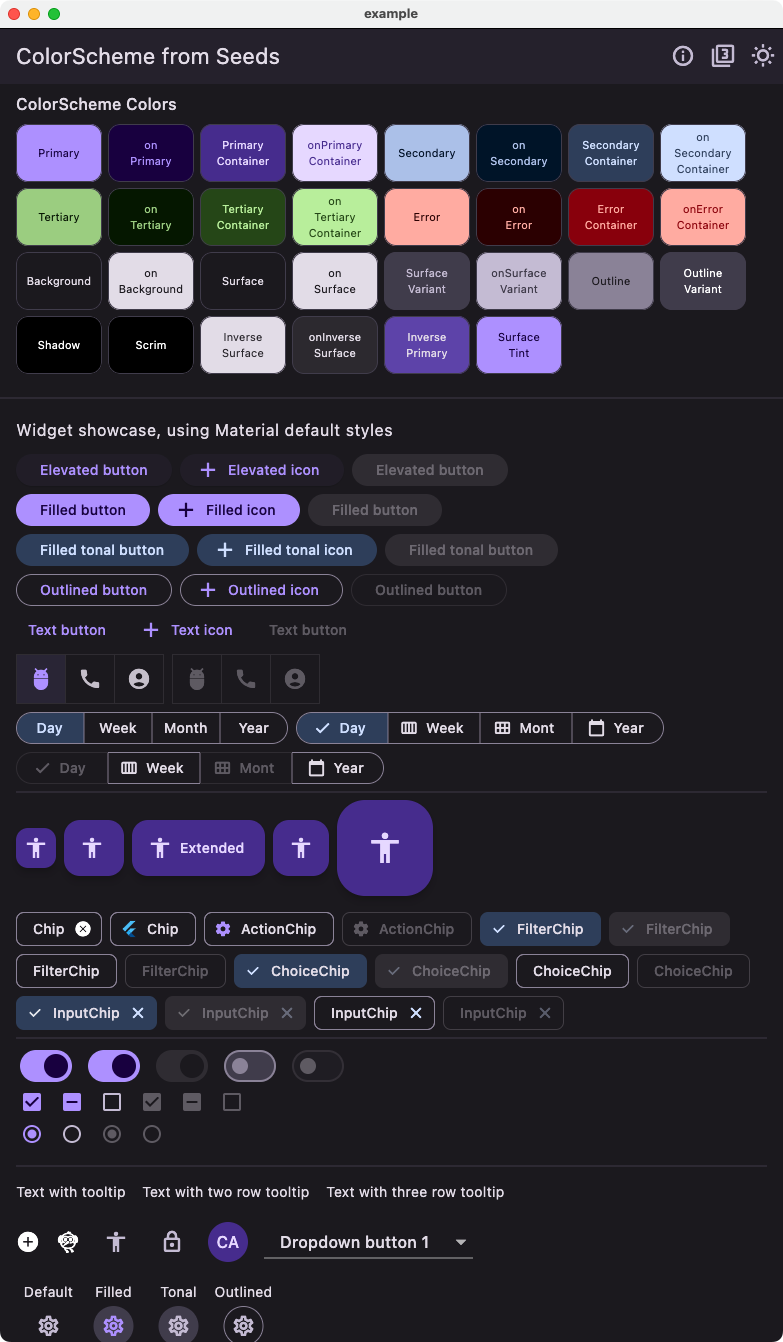 example
ColorScheme from Seeds
3
ColorScheme Colors
Primary
on
Primary
Primary
Container
onPrimary
Container
Secondary
on
Secondary
Secondary
Container
on
Secondary
Container
Tertiary
on
Tertiary
Tertiary
Container
on
Tertiary
Container
Error
on
Error
Error
Container
onError
Container
Background
on
Background
Surface
on
Surface
Surface
Variant
onSurface
Variant
Outline
Outline
Variant
Shadow
Scrim
Inverse
Surface
onInverse
Surface
Inverse
Primary
Surface
Tint
Widget showcase, using Material default styles
Elevated button
Elevated icon
Elevated button
Filled button
Filled icon
Filled button
Filled tonal button
Filled tonal icon
Filled tonal button
Outlined button
Outlined icon
Outlined button
Text button
Text icon
Text button
Day
Week
Month
Year
Day
Week
Mont
Year
Day
Week
Mont
Year
Extended
Chip
Chip
ActionChip
ActionChip
FilterChip
FilterChip
FilterChip
FilterChip
ChoiceChip
ChoiceChip
ChoiceChip
ChoiceChip
InputChip
InputChip
InputChip
InputChip
Text with tooltip
Text with two row tooltip
Text with three row tooltip
CA
Dropdown button 1
Default
Filled
Tonal
Outlined